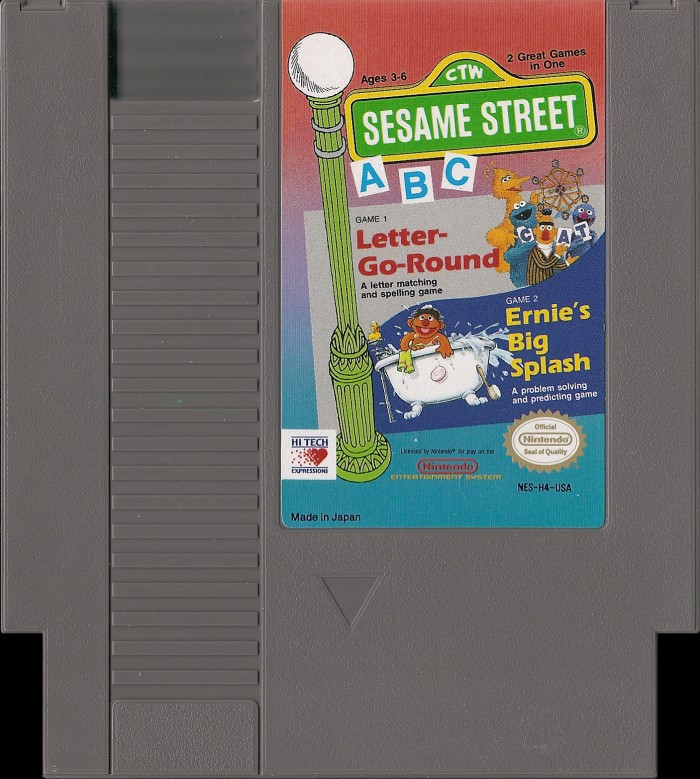 Ages 3-6
2 Great Games
in One
CTW
SESAME STREET®
A B C
GAME 1
Letter-
Go-Round
A letter matching
and spelling game
C A T
GAME 2
Ernie's
Big
Splash
A problem solving
and predicting game
HI TECH
EXPRESSIONS
Licensed by Nintendo® for play on the
Nintendo
ENTERTAINMENT SYSTEM
Official
Nintendo
Seal of Quality
NES-H4-USA
Made in Japan